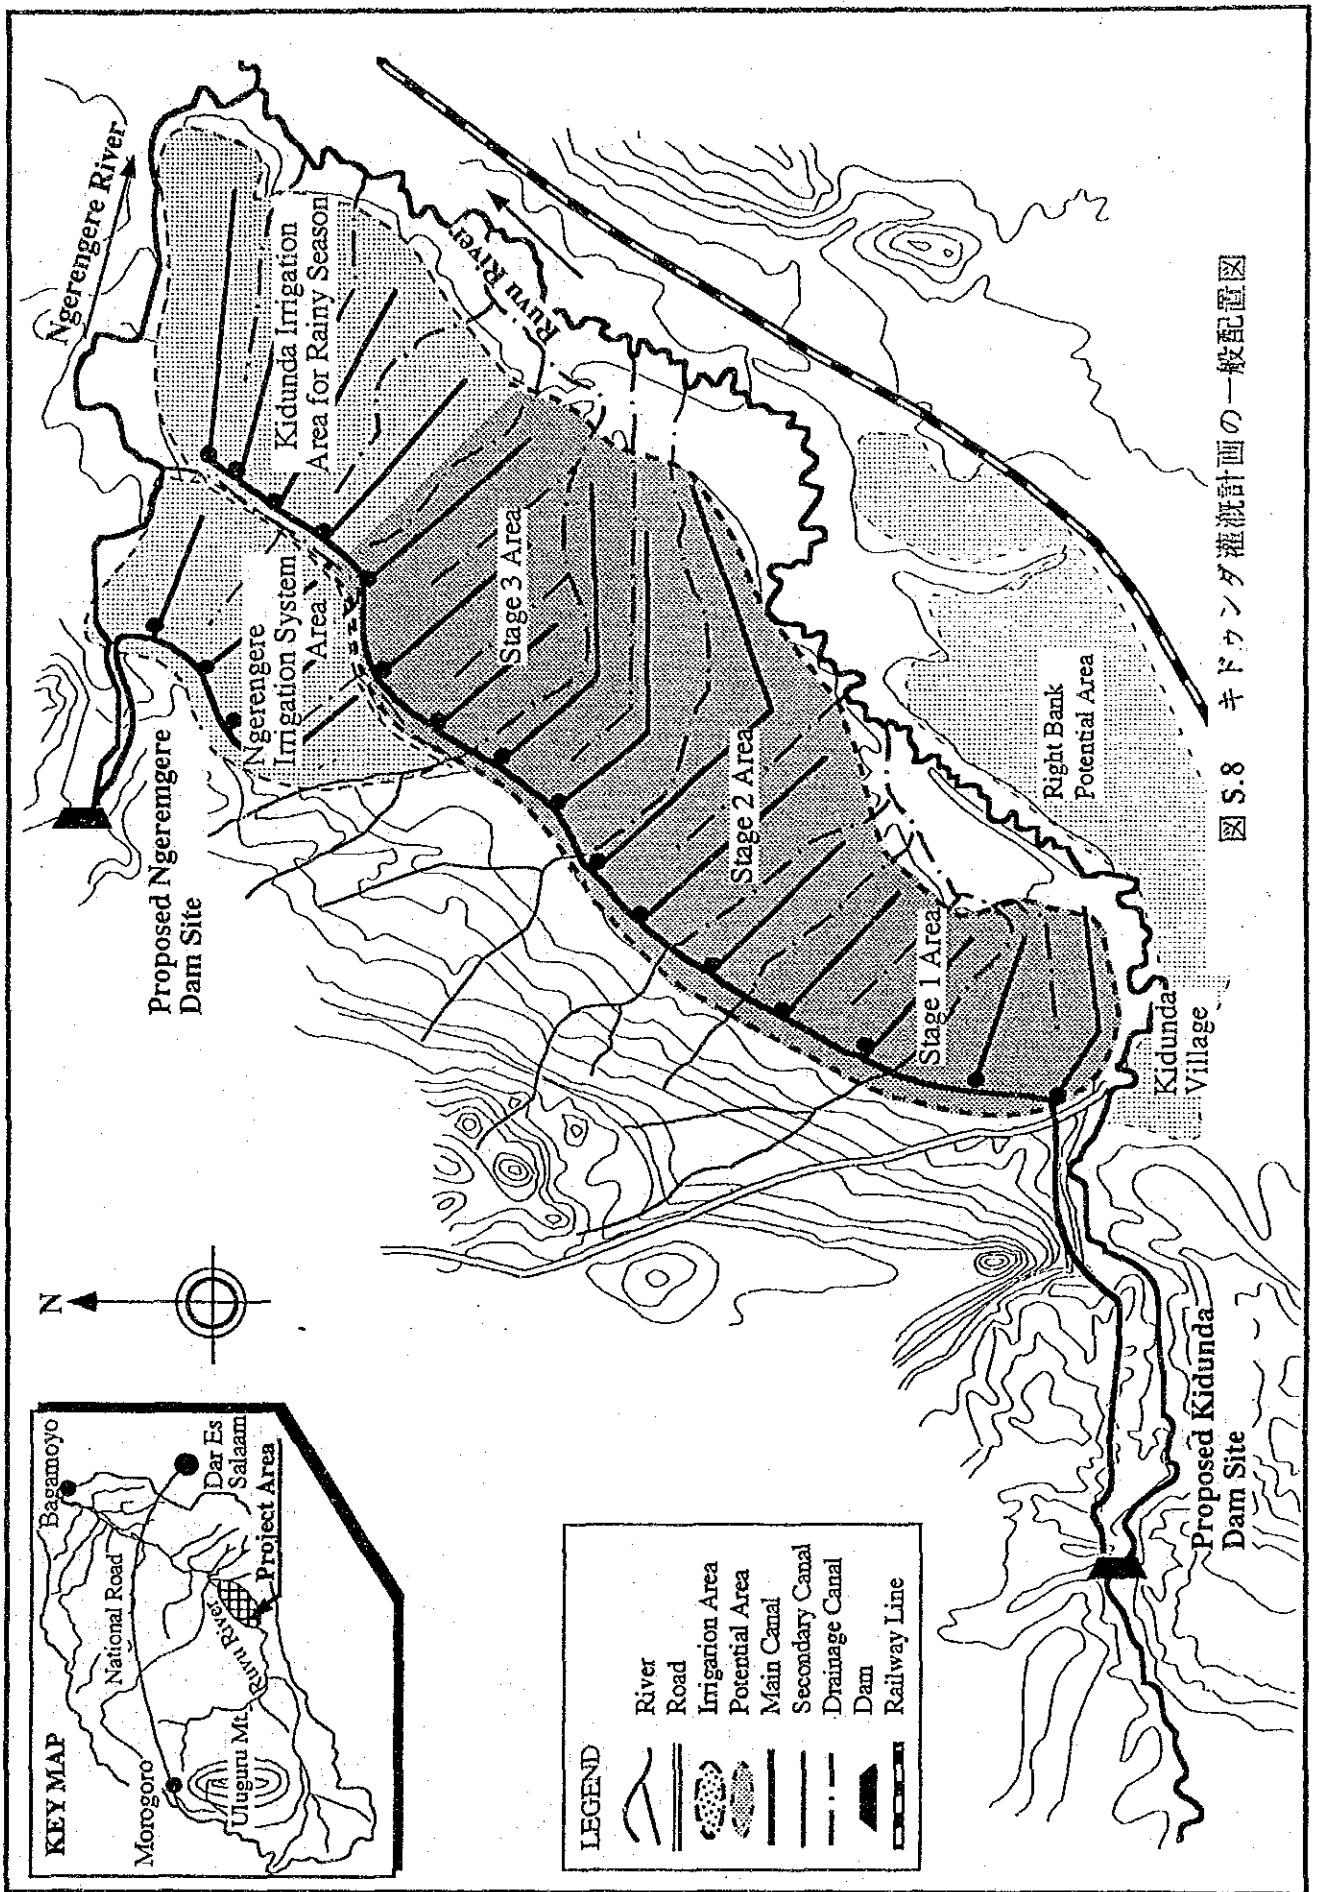 KEY MAP
Bagamoyo
National Road
Morogoro
Dar Es
Salaam
Ruvu River
Uluguru Mt.
Project Area
N
LEGEND
River
Road
Irrigarion Area
Potential Area
Main Canal
Secondary Canal
Drainage Canal
Dam
Railway Line
Ngerengere River
Proposed Ngeremgere
Dam Site
Ngerengere
Irrigation System
Area
Kidunda Irrigation
Area for Rainy Season
Ruvu River
Stage 3 Area
Stage 2 Area
Stage 1 Area
Right Bank
Potential Area
Kidunda
Village
Proposed Kidunda
Dam Site
図 S.8 キドゥンダ灌漑計画の一般配置図